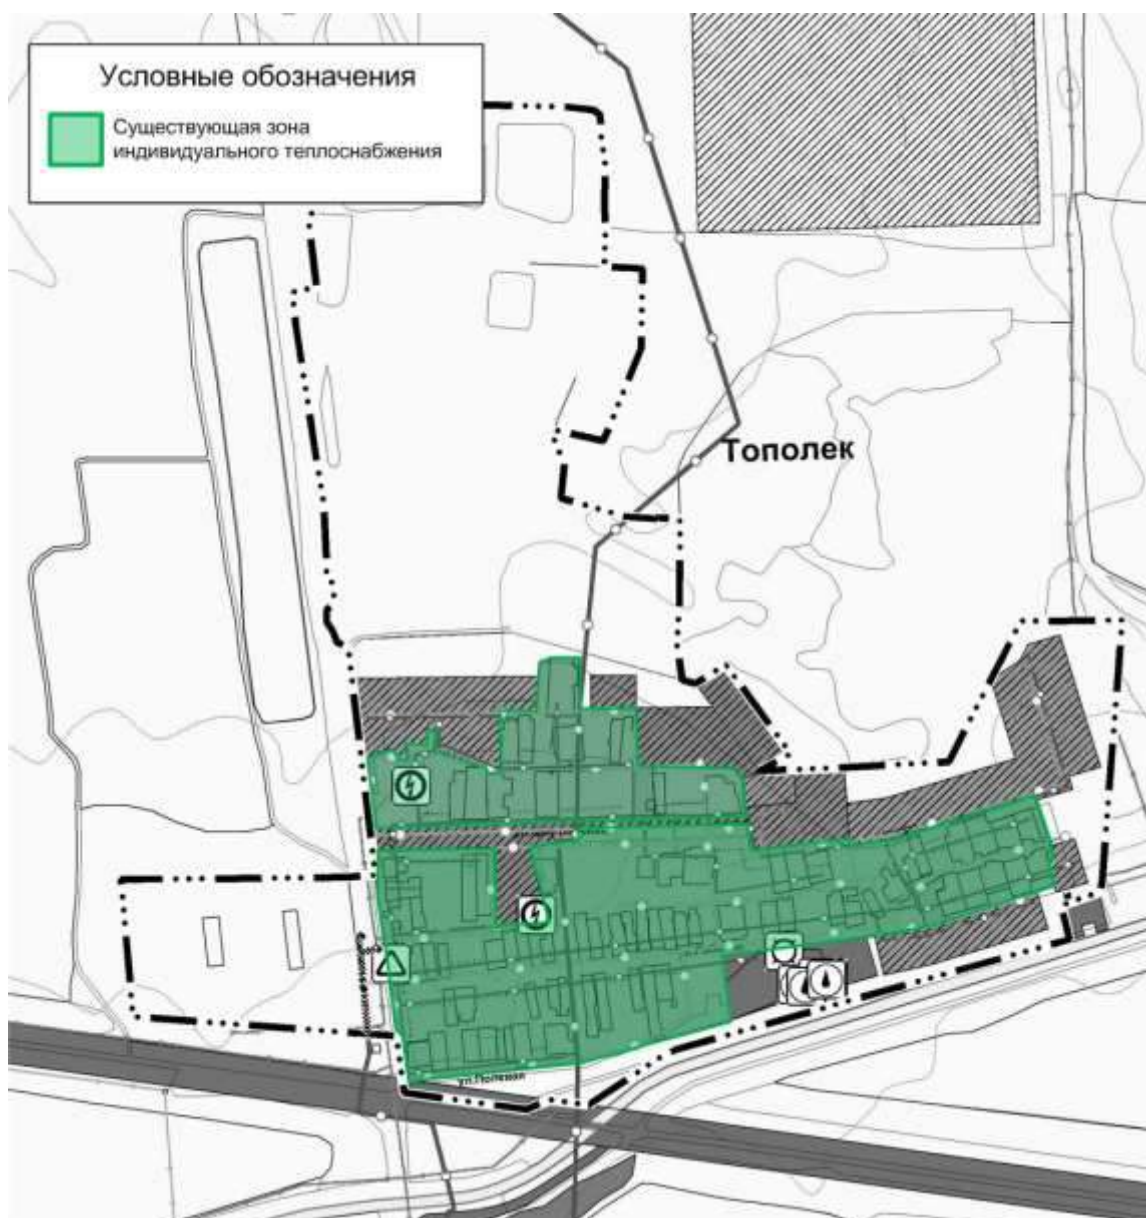 Условные обозначения
Существующая зона
индивидуального теплоснабжения
Тополек
ул.Полевая